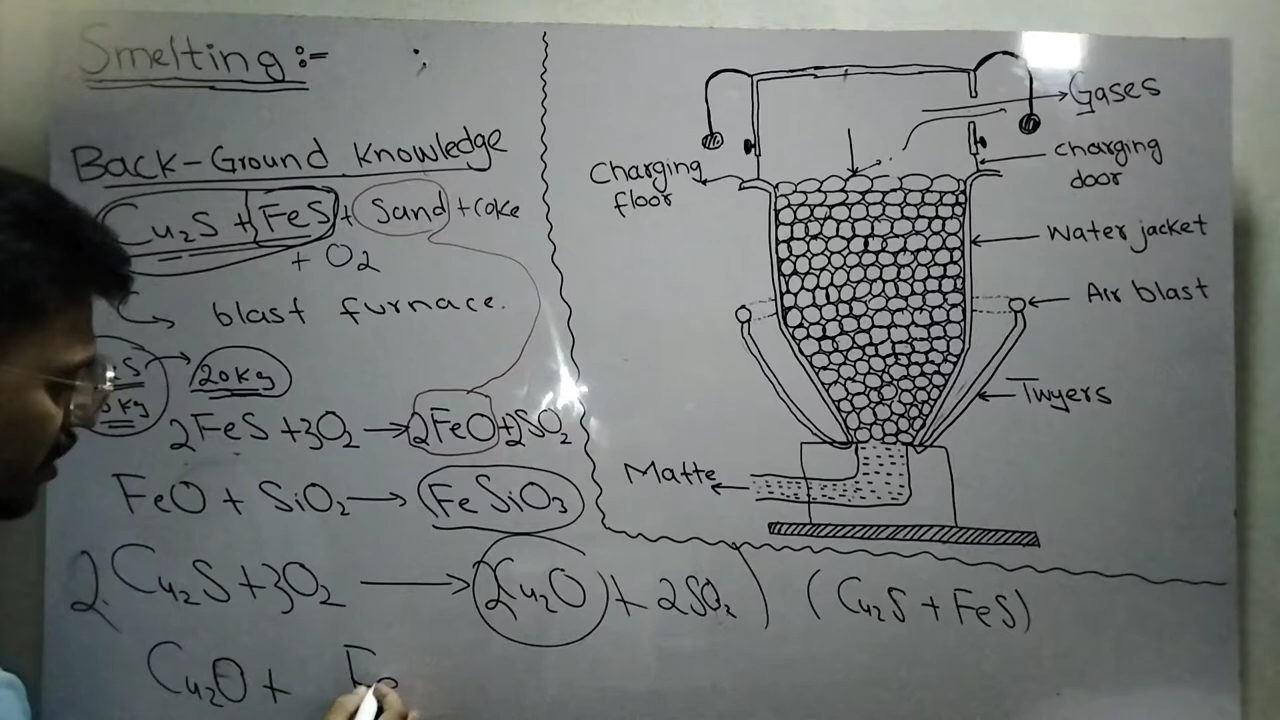 Smelting:-
Back-Ground Knowledge
Cu₂S + FeS + Sand + Coke
+ O₂
↳ blast furnace.
20Kg
2FeS + 3O₂ → 2FeO + 2SO₂
FeO + SiO₂ → FeSiO₃
2Cu₂S + 3O₂ → 2Cu₂O + 2SO₂
Cu₂O + Fe
Gases
Charging
floor
charging
door
Water jacket
Air blast
Twyers
Matte
(Cu₂S + FeS)